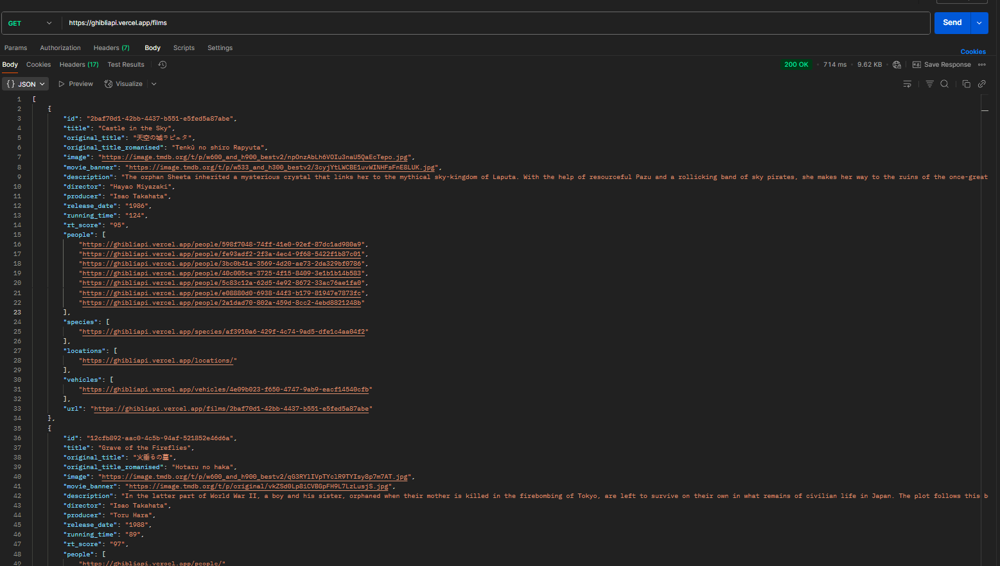 GET https://ghibliapi.vercel.app/films Send
Params Authorization Headers (7) Body Scripts Settings
Cookies
Body Cookies Headers (17) Test Results 200 OK • 714 ms • 9.62 KB • Save Response
{} JSON Preview Visualize
1 [
2 {
3 "id": "2baf70d1-42bb-4437-b551-e5fed5a87abe",
4 "title": "Castle in the Sky",
5 "original_title": "天空の城ラピュタ",
6 "original_title_romanised": "Tenkū no shiro Rapyuta",
7 "image": "https://image.tmdb.org/t/p/w600_and_h900_bestv2/npOnzAbLh6VOIu3naU5QaEcTepo.jpg",
8 "movie_banner": "https://image.tmdb.org/t/p/w533_and_h300_bestv2/3cyjYtLWCBE1uvWINHFsFnE8LUK.jpg",
9 "description": "The orphan Sheeta inherited a mysterious crystal that links her to the mythical sky-kingdom of Laputa. With the help of resourceful Pazu and a rollicking band of sky pirates, she makes her way to the ruins of the once-great
10 "director": "Hayao Miyazaki",
11 "producer": "Isao Takahata",
12 "release_date": "1986",
13 "running_time": "124",
14 "rt_score": "95",
15 "people": [
16 "https://ghibliapi.vercel.app/people/598f7048-74ff-41e0-92ef-87dc1ad980a9",
17 "https://ghibliapi.vercel.app/people/fe93adf2-2f3a-4ec4-9f68-5422f1b87c01",
18 "https://ghibliapi.vercel.app/people/3bc0b41e-3569-4d20-ae73-2da329bf0786",
19 "https://ghibliapi.vercel.app/people/40c005ce-3725-4f15-8409-3e1b1b14b583",
20 "https://ghibliapi.vercel.app/people/5c83c12a-62d5-4e92-8672-33ac76ae1fa0",
21 "https://ghibliapi.vercel.app/people/e08880d0-6938-44f3-b179-81947e7873fc",
22 "https://ghibliapi.vercel.app/people/2a1dad70-802a-459d-8cc2-4ebd8821248b"
23 ],
24 "species": [
25 "https://ghibliapi.vercel.app/species/af3910a6-429f-4c74-9ad5-dfe1c4aa04f2"
26 ],
27 "locations": [
28 "https://ghibliapi.vercel.app/locations/"
29 ],
30 "vehicles": [
31 "https://ghibliapi.vercel.app/vehicles/4e09b023-f650-4747-9ab9-eacf14540cfb"
32 ],
33 "url": "https://ghibliapi.vercel.app/films/2baf70d1-42bb-4437-b551-e5fed5a87abe"
34 },
35 {
36 "id": "12cfb892-aac0-4c5b-94af-521852e46d6a",
37 "title": "Grave of the Fireflies",
38 "original_title": "火垂るの墓",
39 "original_title_romanised": "Hotaru no haka",
40 "image": "https://image.tmdb.org/t/p/w600_and_h900_bestv2/qG3RYlIVpTYclR9TYIsy8p7m7AT.jpg",
41 "movie_banner": "https://image.tmdb.org/t/p/original/vkZSd0Lp8iCVBGpFH9L7LzLusjS.jpg",
42 "description": "In the latter part of World War II, a boy and his sister, orphaned when their mother is killed in the firebombing of Tokyo, are left to survive on their own in what remains of civilian life in Japan. The plot follows this b
43 "director": "Isao Takahata",
44 "producer": "Toru Hara",
45 "release_date": "1988",
46 "running_time": "89",
47 "rt_score": "97",
48 "people": [
49 "https://ghibliapi.vercel.app/people/"